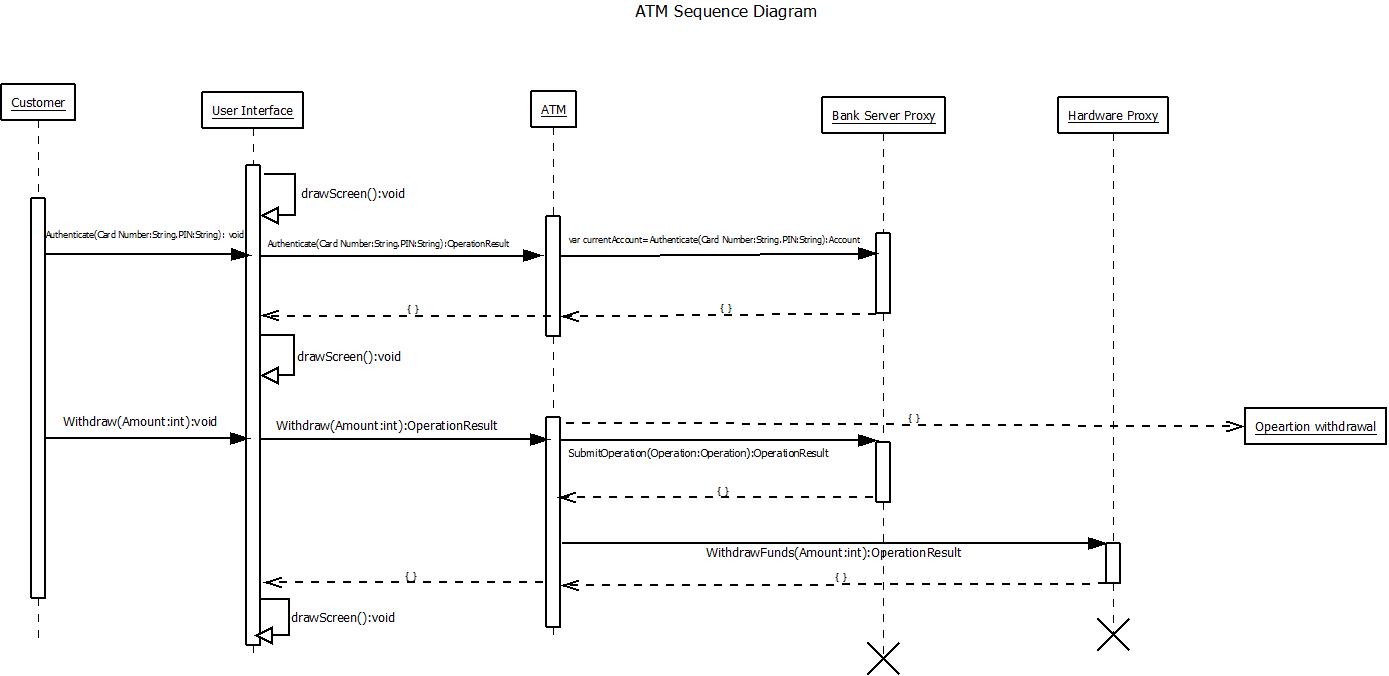 ATM Sequence Diagram
Customer
User Interface
ATM
Bank Server Proxy
Hardware Proxy
drawScreen():void
Authenticate(Card Number:String,PIN:String): void
Authenticate(Card Number:String,PIN:String):OperationResult
var currentAccount=Authenticate(Card Number:String,PIN:String):Account
{ }
{ }
drawScreen():void
Withdraw(Amount:int):void
Withdraw(Amount:int):OperationResult
{ }
Opeartion withdrawal
SubmitOperation(Operation:Operation):OperationResult
{ }
WithdrawFunds(Amount:int):OperationResult
{ }
{ }
drawScreen():void